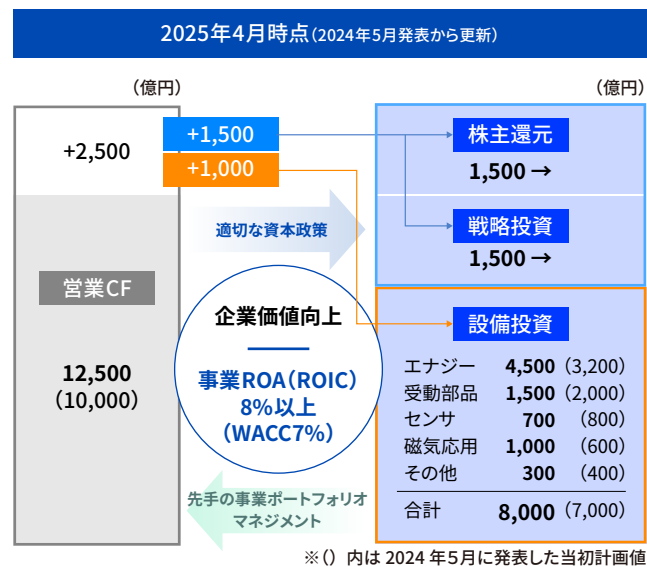 2025年4月時点（2024年5月発表から更新）
（億円）
（億円）
+2,500
+1,500
+1,000
営業CF
12,500
（10,000）
適切な資本政策
企業価値向上
事業ROA（ROIC）
8%以上
（WACC7%）
先手の事業ポートフォリオ
マネジメント
株主還元
1,500 →
戦略投資
1,500 →
設備投資
エナジー 4,500（3,200）
受動部品 1,500（2,000）
センサ 700（800）
磁気応用 1,000（600）
その他 300（400）
合計 8,000（7,000）
※（）内は 2024 年5月に発表した当初計画値